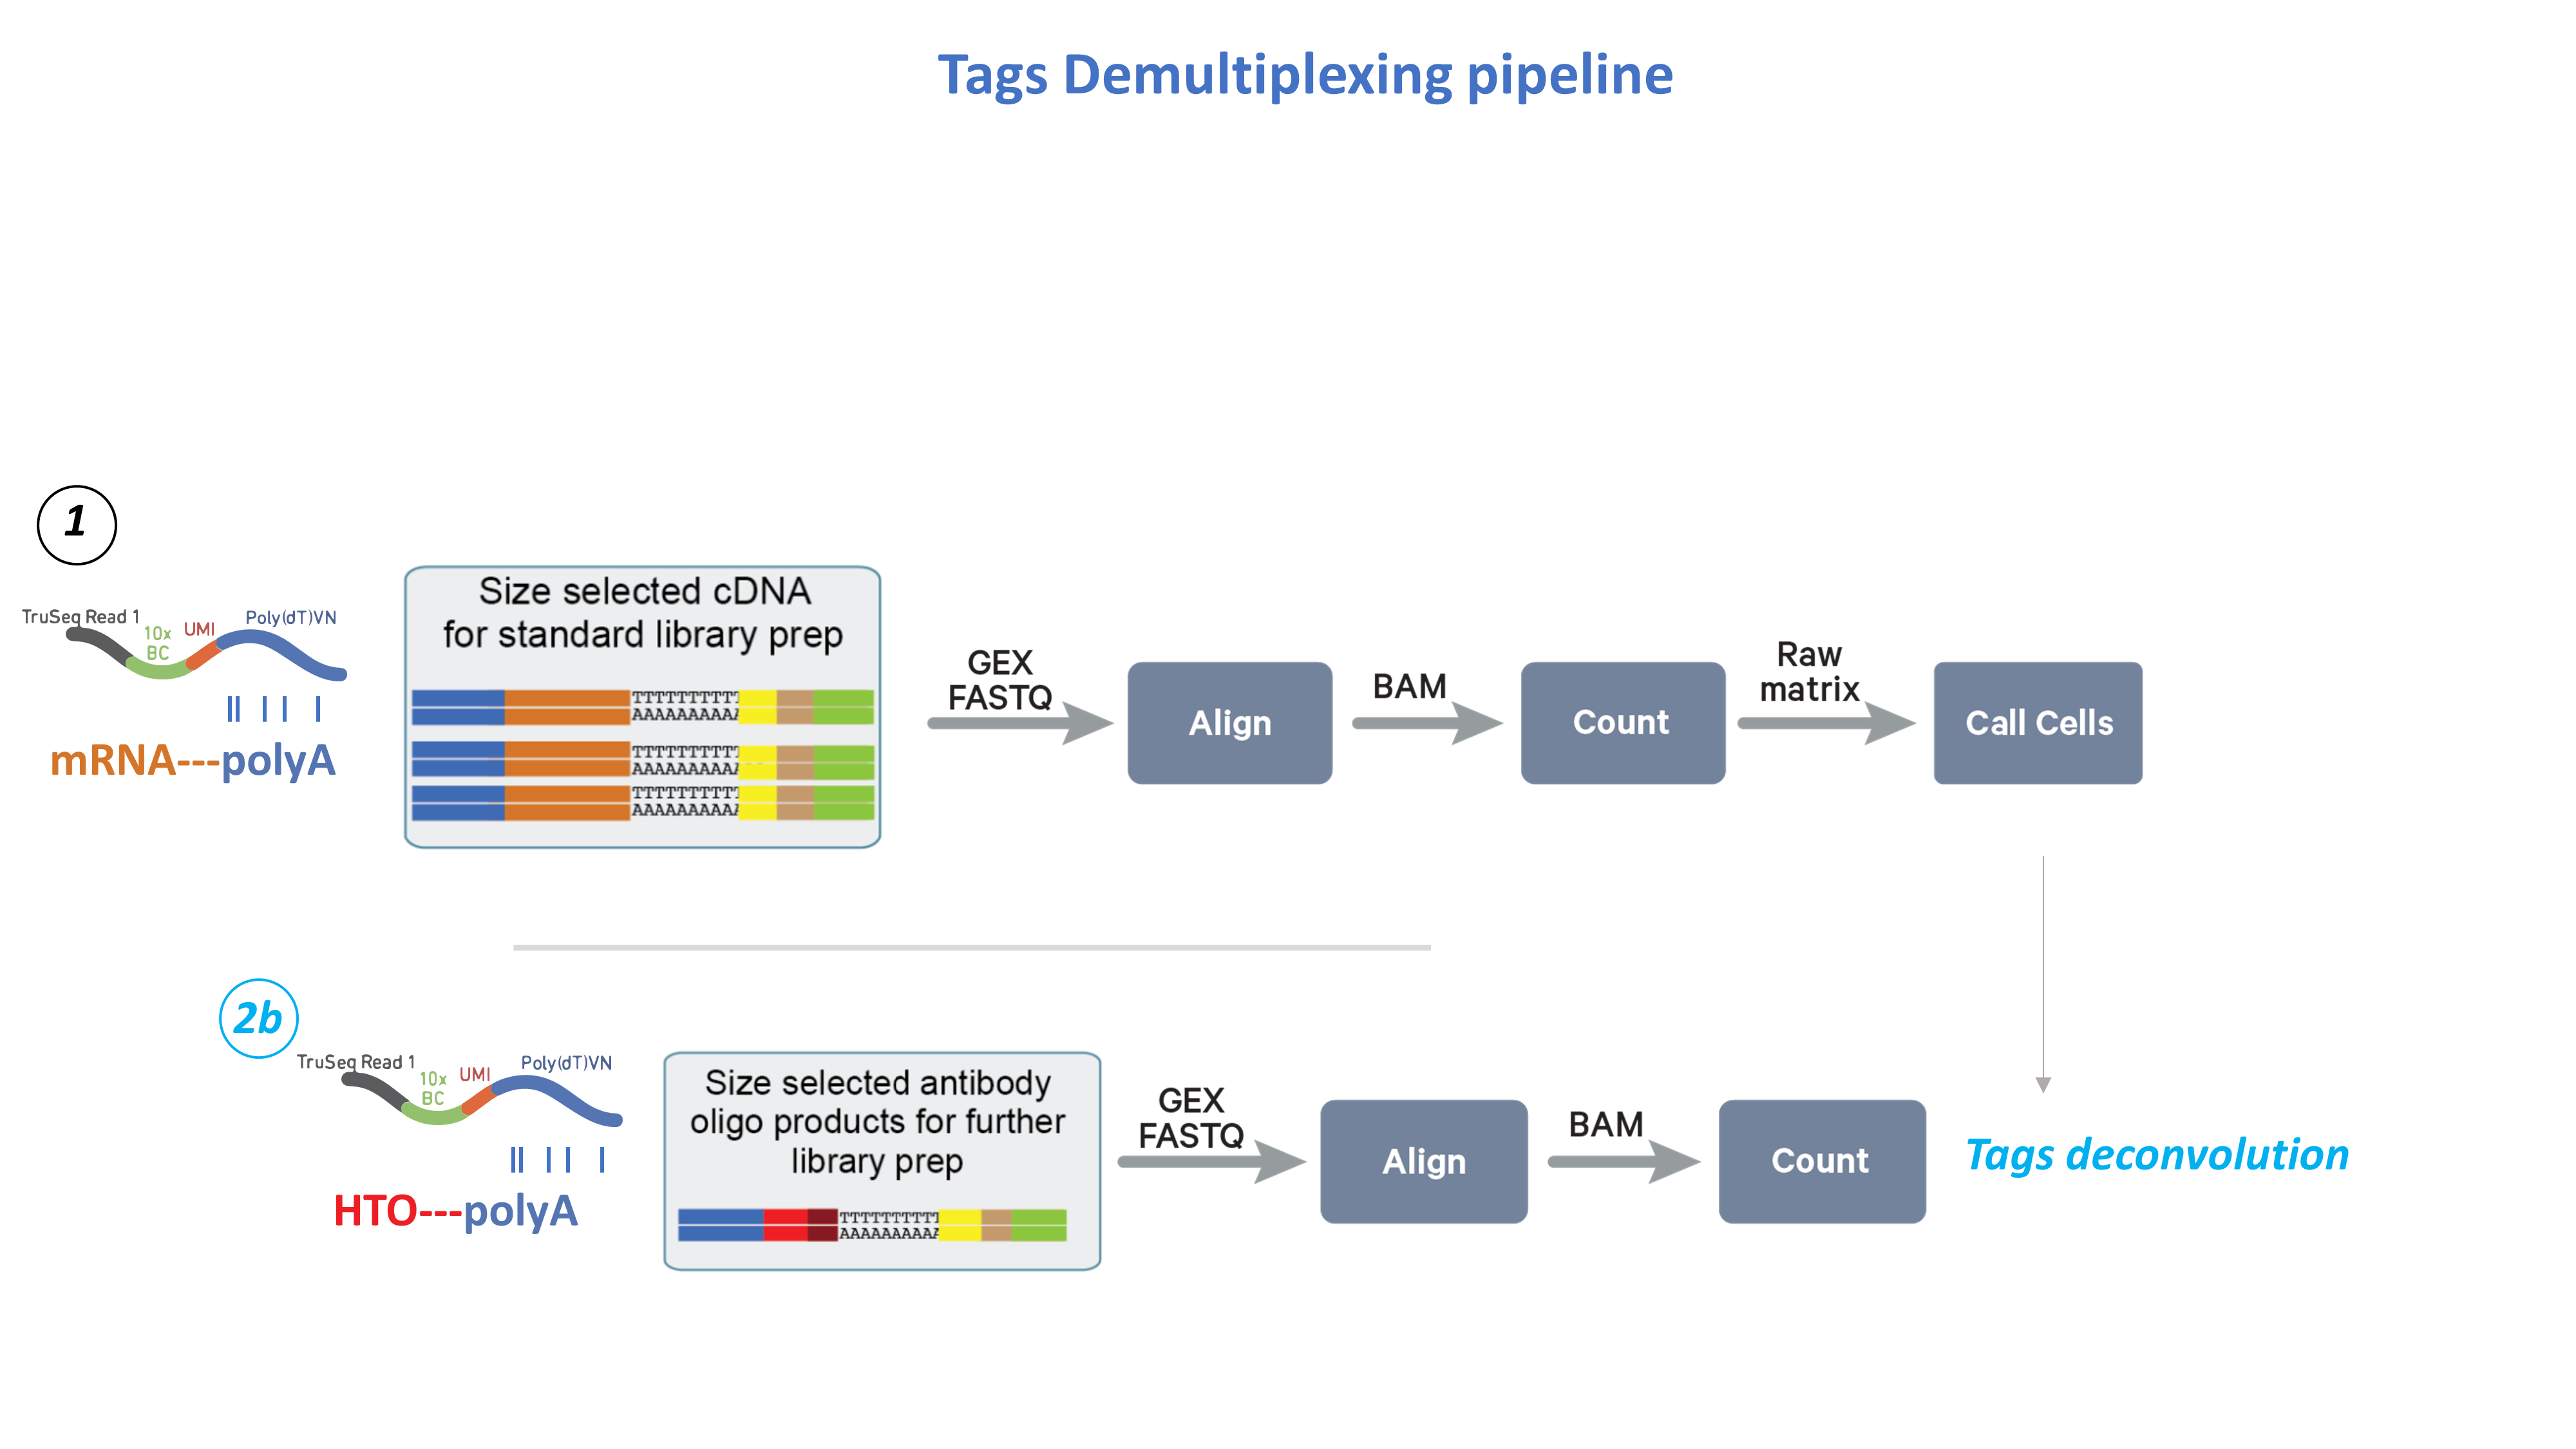 Tags Demultiplexing pipeline
1
TruSeq Read 1
10x
BC
UMI
Poly(dT)VN
mRNA---polyA
Size selected cDNA
for standard library prep
TTTTTTTTTT
AAAAAAAAAA
TTTTTTTTTT
AAAAAAAAAA
TTTTTTTTTT
AAAAAAAAAA
GEX
FASTQ
Align
BAM
Count
Raw
matrix
Call Cells
2b
TruSeq Read 1
10x
BC
UMI
Poly(dT)VN
HTO---polyA
Size selected antibody
oligo products for further
library prep
TTTTTTTTTT
AAAAAAAAAA
GEX
FASTQ
Align
BAM
Count
Tags deconvolution